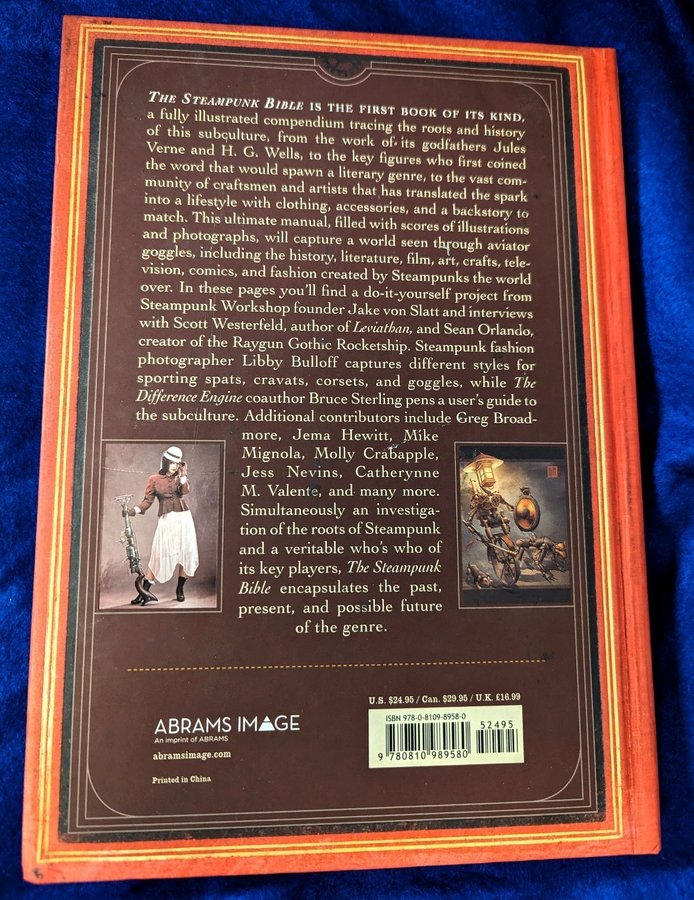 THE STEAMPUNK BIBLE IS THE FIRST BOOK OF ITS KIND,
a fully illustrated compendium tracing the roots and history
of this subculture, from the work of its godfathers Jules
Verne and H. G. Wells, to the key figures who first coined
the word that would spawn a literary genre, to the vast com-
munity of craftsmen and artists that has translated the spark
into a lifestyle with clothing, accessories, and a backstory to
match. This ultimate manual, filled with scores of illustrations
and photographs, will capture a world seen through aviator
goggles, including the history, literature, film, art, crafts, tele-
vision, comics, and fashion created by Steampunks the world
over. In these pages you'll find a do-it-yourself project from
Steampunk Workshop founder Jake von Slatt and interviews
with Scott Westerfeld, author of Leviathan, and Sean Orlando,
creator of the Raygun Gothic Rocketship. Steampunk fashion
photographer Libby Bulloff captures different styles for
sporting spats, cravats, corsets, and goggles, while The
Difference Engine coauthor Bruce Sterling pens a user's guide to
the subculture. Additional contributors include Greg Broad-
more, Jema Hewitt, Mike
Mignola, Molly Crabapple,
Jess Nevins, Catherynne
M. Valente, and many more.
Simultaneously an investiga-
tion of the roots of Steampunk
and a veritable who's who of
its key players, The Steampunk
Bible encapsulates the past,
present, and possible future
of the genre.
U.S. $24.95 / Can. $29.95 / U.K. £16.99
ISBN 978-0-8109-8958-0
52495
9 780810 989580
ABRAMS IMAGE
An imprint of ABRAMS
abramsimage.com
Printed in China